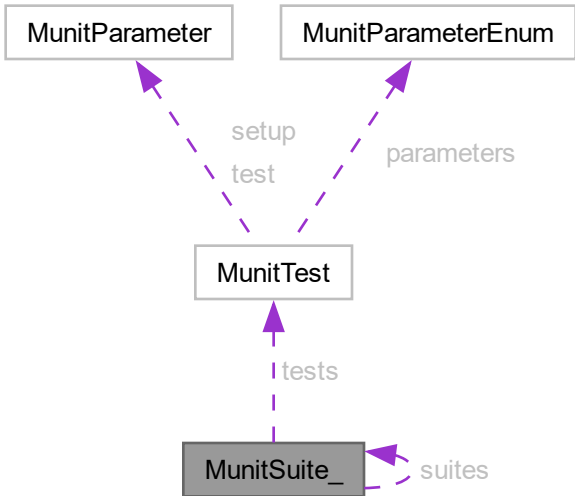 MunitParameter
MunitParameterEnum
setup
test
parameters
MunitTest
tests
MunitSuite_
suites